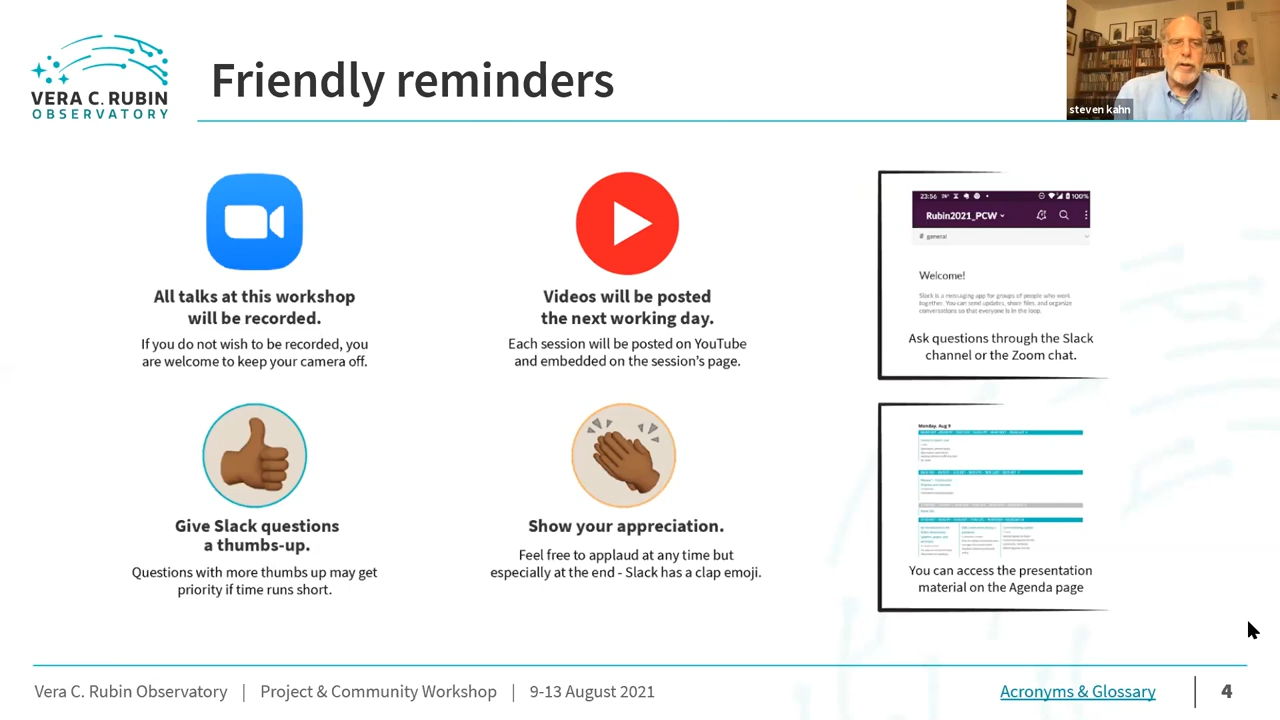 VERA C. RUBIN
OBSERVATORY
Friendly reminders
steven kahn
All talks at this workshop
will be recorded.
If you do not wish to be recorded, you
are welcome to keep your camera off.
Videos will be posted
the next working day.
Each session will be posted on YouTube
and embedded on the session's page.
23:56
100%
Rubin2021_PCW
# general
Welcome!
Slack is a messaging app for groups of people who work
together. You can send updates, share files, and organize
conversations so that everyone is in the loop.
Ask questions through the Slack
channel or the Zoom chat.
Give Slack questions
a thumbs-up.
Questions with more thumbs up may get
priority if time runs short.
Show your appreciation.
Feel free to applaud at any time but
especially at the end - Slack has a clap emoji.
Monday, Aug 9
You can access the presentation
material on the Agenda page
Vera C. Rubin Observatory | Project & Community Workshop | 9-13 August 2021
Acronyms & Glossary | 4